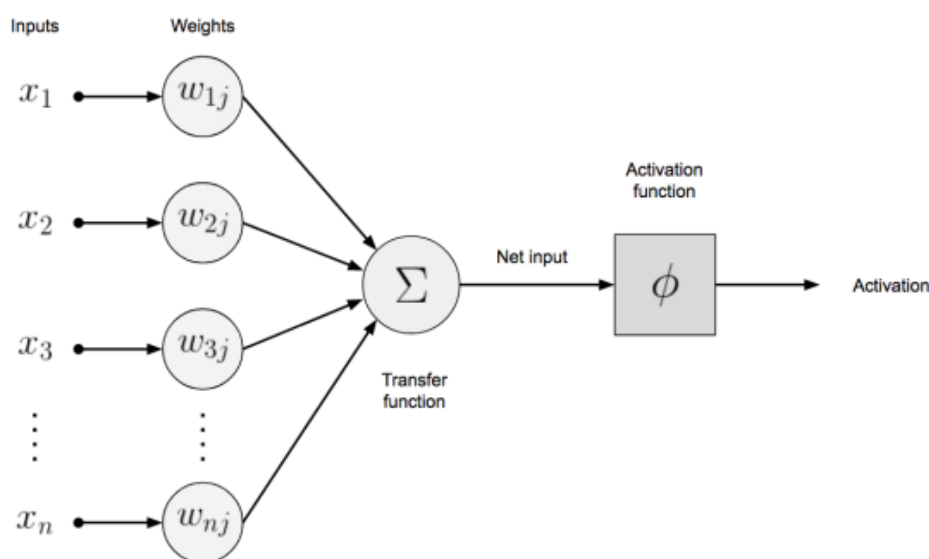 Inputs Weights
x₁ w₁ⱼ
Activation
function
x₂ w₂ⱼ
Net input
Σ ϕ Activation
x₃ w₃ⱼ
Transfer
function
xₙ wₙⱼ